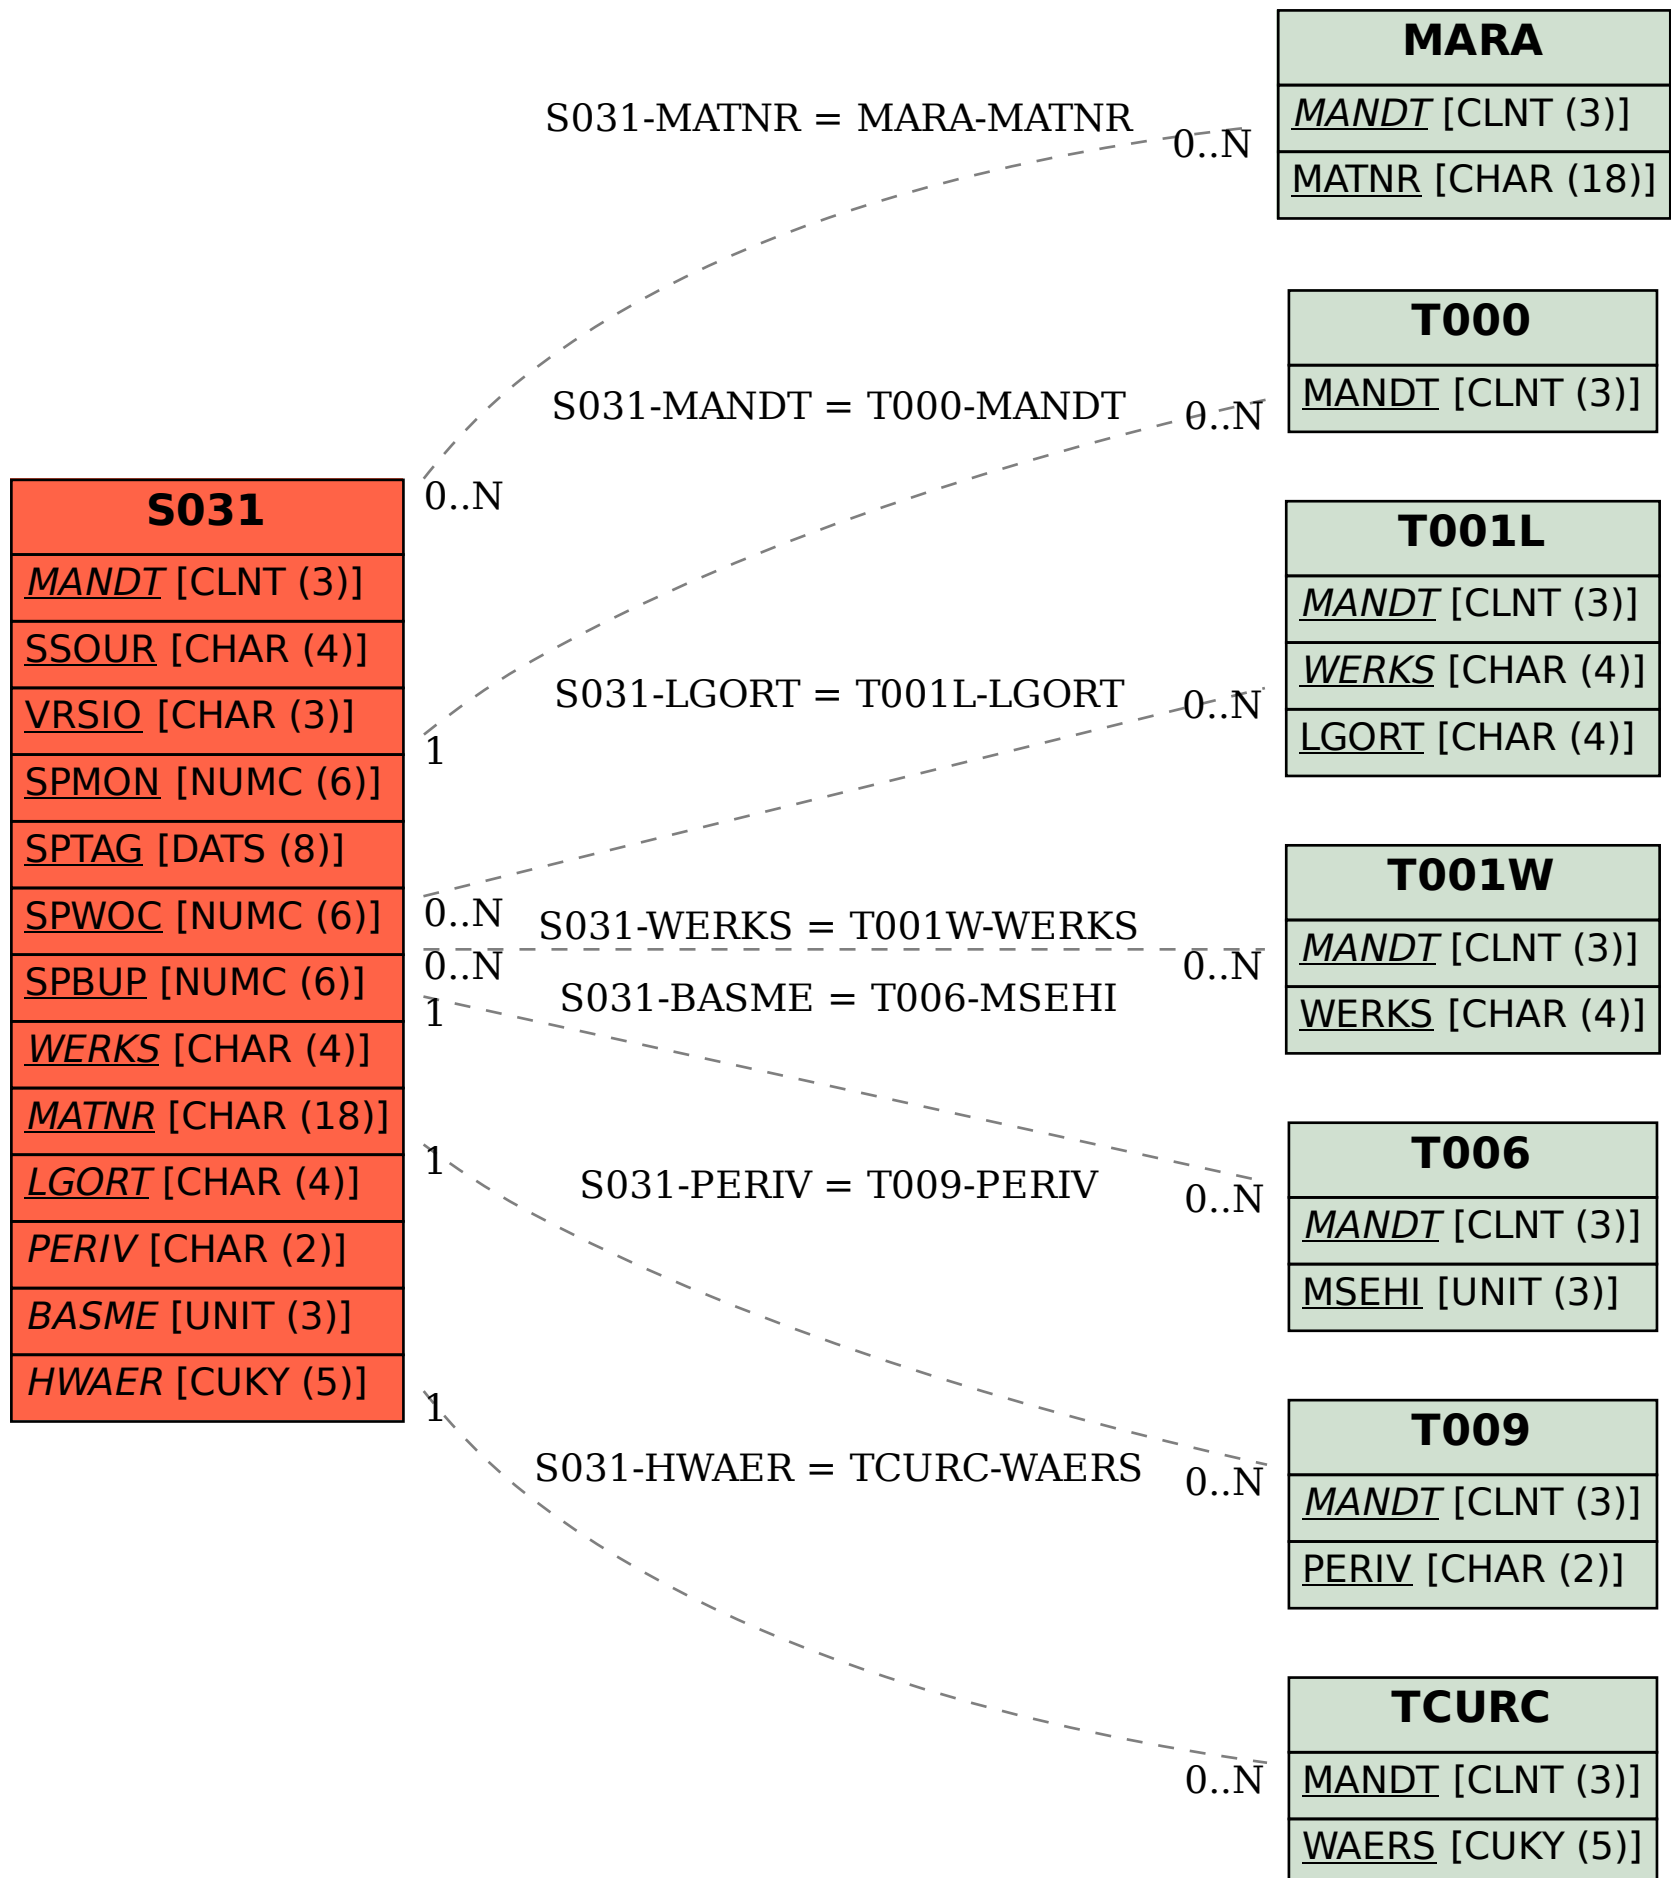 MARA
MANDT [CLNT (3)]
MATNR [CHAR (18)]
S031-MATNR = MARA-MATNR
0..N
0..N
T000
MANDT [CLNT (3)]
S031-MANDT = T000-MANDT
0..N
1
S031
MANDT [CLNT (3)]
SSOUR [CHAR (4)]
VRSIO [CHAR (3)]
SPMON [NUMC (6)]
SPTAG [DATS (8)]
SPWOC [NUMC (6)]
SPBUP [NUMC (6)]
WERKS [CHAR (4)]
MATNR [CHAR (18)]
LGORT [CHAR (4)]
PERIV [CHAR (2)]
BASME [UNIT (3)]
HWAER [CUKY (5)]
T001L
MANDT [CLNT (3)]
WERKS [CHAR (4)]
LGORT [CHAR (4)]
S031-LGORT = T001L-LGORT
0..N
0..N
T001W
MANDT [CLNT (3)]
WERKS [CHAR (4)]
S031-WERKS = T001W-WERKS
0..N
0..N
S031-BASME = T006-MSEHI
1
0..N
T006
MANDT [CLNT (3)]
MSEHI [UNIT (3)]
S031-PERIV = T009-PERIV
1
0..N
T009
MANDT [CLNT (3)]
PERIV [CHAR (2)]
S031-HWAER = TCURC-WAERS
1
0..N
TCURC
MANDT [CLNT (3)]
WAERS [CUKY (5)]